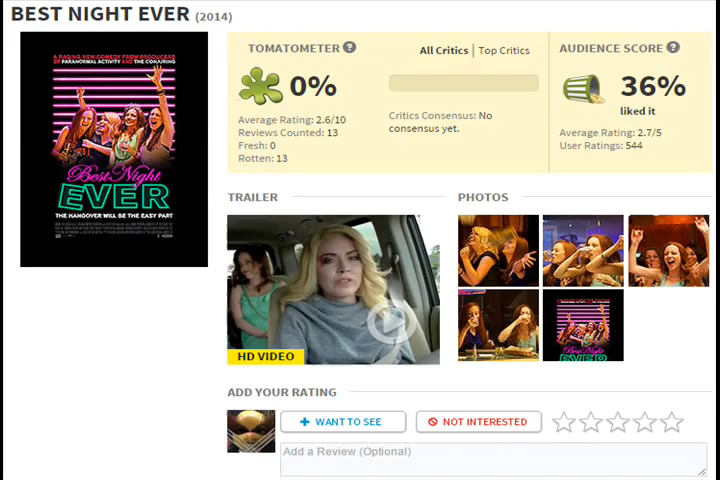 BEST NIGHT EVER (2014)
A RAGING NEW COMEDY FROM PRODUCERS
OF PARANORMAL ACTIVITY AND THE CONJURING
Best Night
EVER
THE HANGOVER WILL BE THE EASY PART
TOMATOMETER ?
All Critics | Top Critics
0%
Average Rating: 2.6/10
Reviews Counted: 13
Fresh: 0
Rotten: 13
Critics Consensus: No
consensus yet.
AUDIENCE SCORE ?
36%
liked it
Average Rating: 2.7/5
User Ratings: 544
TRAILER
HD VIDEO
PHOTOS
Best Night
EVER
ADD YOUR RATING
+ WANT TO SEE
NOT INTERESTED
Add a Review (Optional)